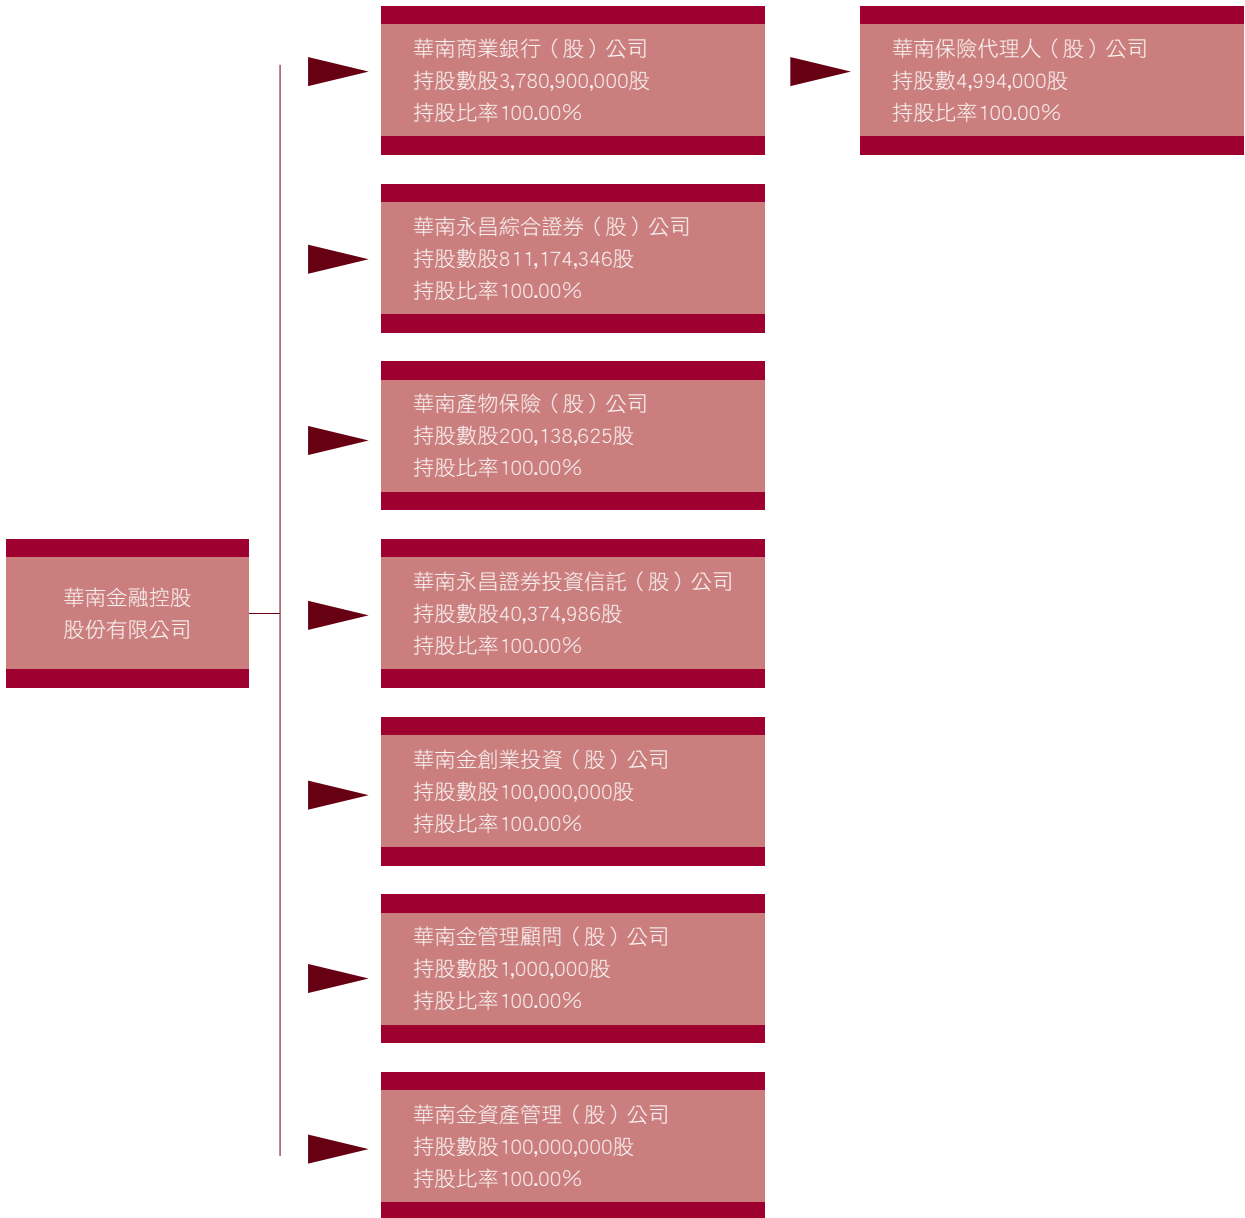 華南金融控股
股份有限公司
華南商業銀行（股）公司
持股數股3,780,900,000股
持股比率100.00%
華南保險代理人（股）公司
持股數4,994,000股
持股比率100.00%
華南永昌綜合證券（股）公司
持股數股811,174,346股
持股比率100.00%
華南產物保險（股）公司
持股數股200,138,625股
持股比率100.00%
華南永昌證券投資信託（股）公司
持股數股40,374,986股
持股比率100.00%
華南金創業投資（股）公司
持股數股100,000,000股
持股比率100.00%
華南金管理顧問（股）公司
持股數股1,000,000股
持股比率100.00%
華南金資產管理（股）公司
持股數股100,000,000股
持股比率100.00%